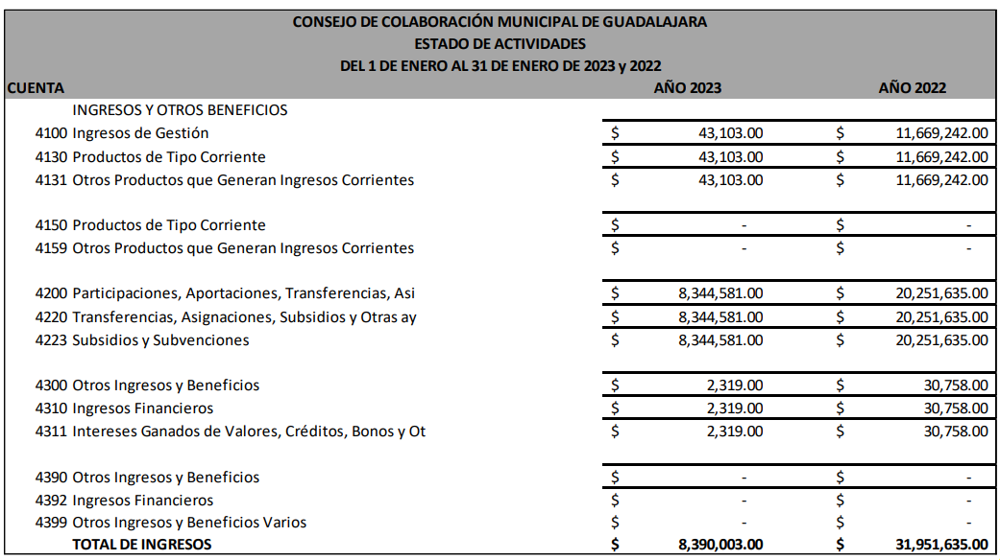 CONSEJO DE COLABORACIÓN MUNICIPAL DE GUADALAJARA
ESTADO DE ACTIVIDADES
DEL 1 DE ENERO AL 31 DE ENERO DE 2023 y 2022
CUENTA AÑO 2023 AÑO 2022
INGRESOS Y OTROS BENEFICIOS
4100 Ingresos de Gestión $ 43,103.00 $ 11,669,242.00
4130 Productos de Tipo Corriente $ 43,103.00 $ 11,669,242.00
4131 Otros Productos que Generan Ingresos Corrientes $ 43,103.00 $ 11,669,242.00
4150 Productos de Tipo Corriente $ - $ -
4159 Otros Productos que Generan Ingresos Corrientes $ - $ -
4200 Participaciones, Aportaciones, Transferencias, Asi $ 8,344,581.00 $ 20,251,635.00
4220 Transferencias, Asignaciones, Subsidios y Otras ay $ 8,344,581.00 $ 20,251,635.00
4223 Subsidios y Subvenciones $ 8,344,581.00 $ 20,251,635.00
4300 Otros Ingresos y Beneficios $ 2,319.00 $ 30,758.00
4310 Ingresos Financieros $ 2,319.00 $ 30,758.00
4311 Intereses Ganados de Valores, Créditos, Bonos y Ot $ 2,319.00 $ 30,758.00
4390 Otros Ingresos y Beneficios $ - $ -
4392 Ingresos Financieros $ - $ -
4399 Otros Ingresos y Beneficios Varios $ - $ -
TOTAL DE INGRESOS $ 8,390,003.00 $ 31,951,635.00